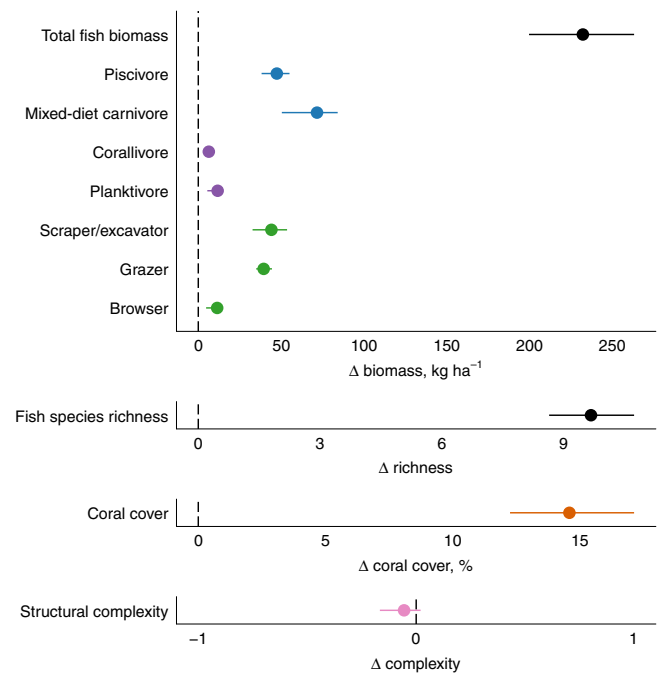 Total fish biomass
Piscivore
Mixed-diet carnivore
Corallivore
Planktivore
Scraper/excavator
Grazer
Browser
0 50 100 150 200 250
Δ biomass, kg ha⁻¹
Fish species richness
0 3 6 9
Δ richness
Coral cover
0 5 10 15
Δ coral cover, %
Structural complexity
−1 0 1
Δ complexity